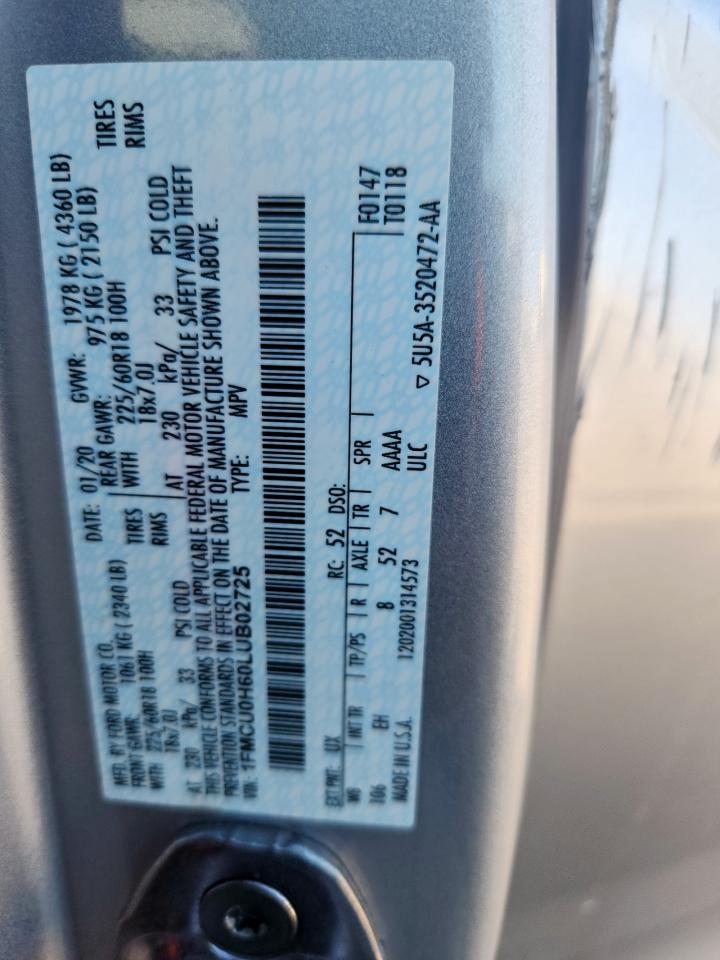 MFD. BY FORD MOTOR CO. DATE: 01/20 GVWR: 1978 KG ( 4360 LB)
FRONT GAWR: 1061 KG ( 2340 LB) REAR GAWR: 975 KG ( 2150 LB)
WITH 225/60R18 100H TIRES WITH 225/60R18 100H TIRES
18x7.0J RIMS 18x7.0J RIMS
AT 230 kPa/ 33 PSI COLD AT 230 kPa/ 33 PSI COLD
THIS VEHICLE CONFORMS TO ALL APPLICABLE FEDERAL MOTOR VEHICLE SAFETY AND THEFT
PREVENTION STANDARDS IN EFFECT ON THE DATE OF MANUFACTURE SHOWN ABOVE.
VIN: 1FMCU0H60LUB02725 TYPE: MPV
EXT PNT: UX RC: 52 DSO:
WB | INT TR | TP/PS | R | AXLE | TR | SPR | F0147
106 EH 8 52 7 AAAA T0118
ULC
MADE IN U.S.A. 1202001314573 ▽ 5U5A-3520472-AA